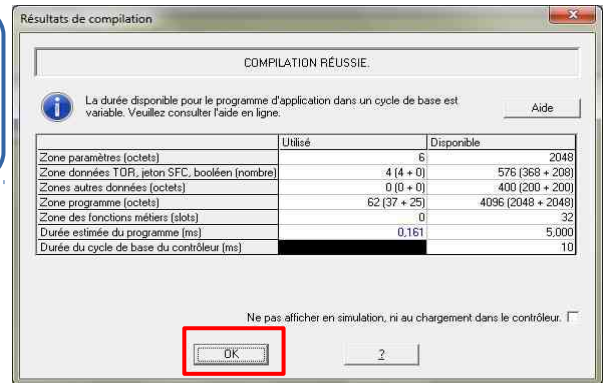 Résultats de compilation
COMPILATION RÉUSSIE.
La durée disponible pour le programme d'application dans un cycle de base est
variable. Veuillez consulter l'aide en ligne.
Aide
Utilisé Disponible
Zone paramètres (octets) 6 2048
Zone données TOR, jeton SFC, booléen (nombre) 4 (4 + 0) 576 (368 + 208)
Zones autres données (octets) 0 (0 + 0) 400 (200 + 200)
Zone programme (octets) 62 (37 + 25) 4096 (2048 + 2048)
Zone des fonctions métiers (slots) 0 32
Durée estimée du programme (ms) 0,161 5,000
Durée du cycle de base du contrôleur (ms) 10
Ne pas afficher en simulation, ni au chargement dans le contrôleur.
OK ?